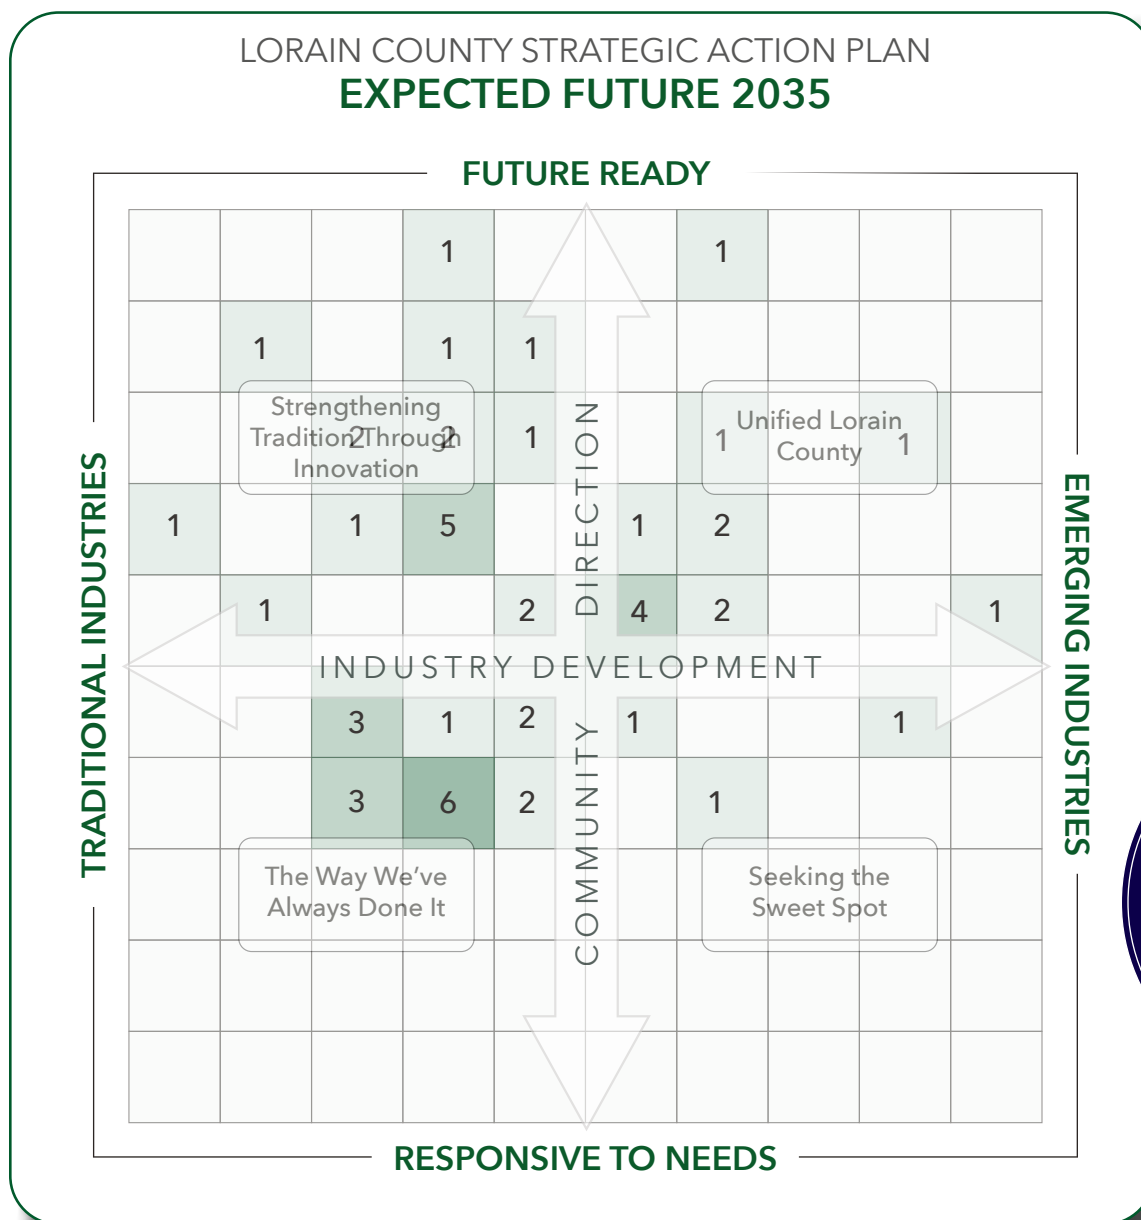 LORAIN COUNTY STRATEGIC ACTION PLAN
EXPECTED FUTURE 2035
FUTURE READY
1 1
1 1 1
Strengthening
Tradition Through
Innovation
2 2 1
Unified Lorain
County
1 1
1 1 5 1 2
1 2 4 2 1
DIRECTION
TRADITIONAL INDUSTRIES
EMERGING INDUSTRIES
INDUSTRY DEVELOPMENT
3 1 2 1 1
3 6 2 1
COMMUNITY
The Way We've
Always Done It
Seeking the
Sweet Spot
RESPONSIVE TO NEEDS